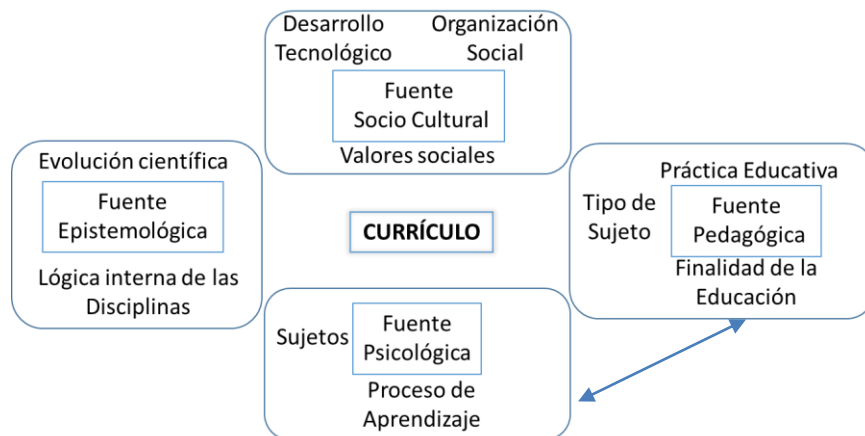 Desarrollo
Tecnológico
Organización
Social
Fuente
Socio Cultural
Valores sociales
Evolución científica
Fuente
Epistemológica
Lógica interna de las
Disciplinas
CURRÍCULO
Práctica Educativa
Tipo de
Sujeto
Fuente
Pedagógica
Finalidad de la
Educación
Sujetos
Fuente
Psicológica
Proceso de
Aprendizaje